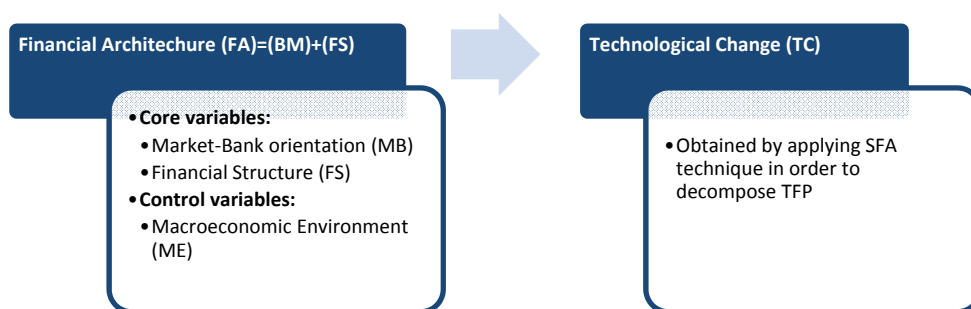 Financial Architechure (FA)=(BM)+(FS)
•Core variables:
•Market-Bank orientation (MB)
•Financial Structure (FS)
•Control variables:
•Macroeconomic Environment
(ME)
Technological Change (TC)
•Obtained by applying SFA
technique in order to
decompose TFP